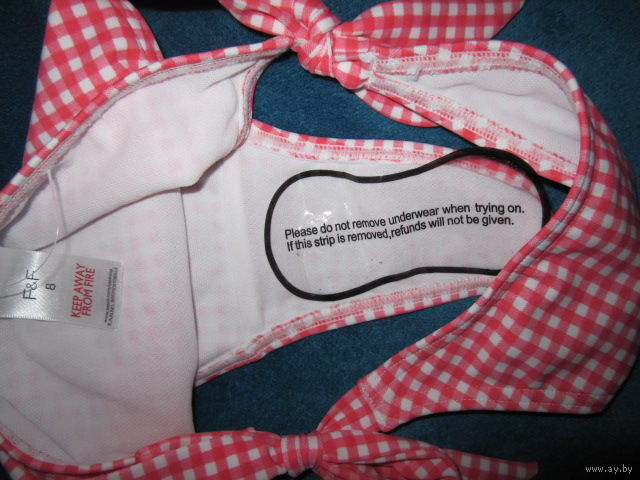 Please do not remove underwear when trying on.
If this strip is removed,refunds will not be given.
F&F
8
KEEP AWAY
FROM FIRE
www.ay.by